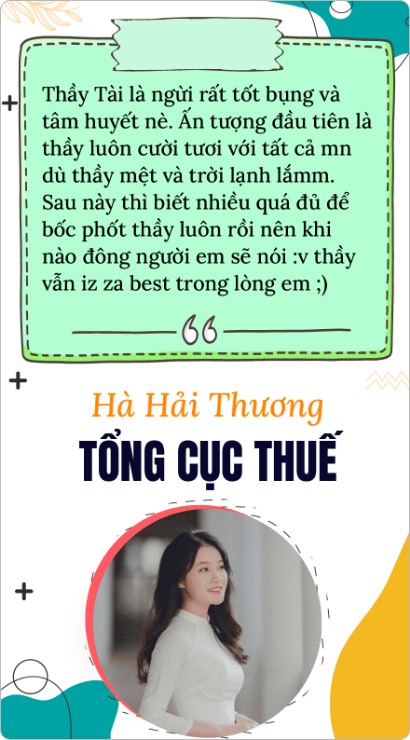 Thầy Tài là ngừi rất tốt bụng và
tâm huyết nè. Ấn tượng đầu tiên là
thầy luôn cười tươi với tất cả mn
dù thầy mệt và trời lạnh lắmm.
Sau này thì biết nhiều quá đủ để
bốc phốt thầy luôn rồi nên khi
nào đông người em sẽ nói :v thầy
vẫn iz za best trong lòng em ;)
Hà Hải Thương
TỔNG CỤC THUẾ